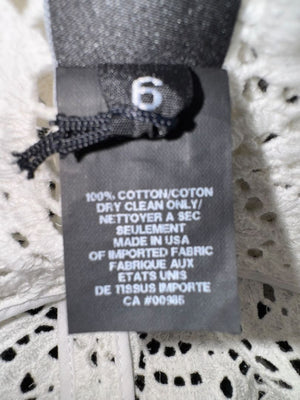 6
100% COTTON/COTON
DRY CLEAN ONLY/
NETTOYER A SEC
SEULEMENT
MADE IN USA
OF IMPORTED FABRIC
FABRIQUE AUX
ETATS UNIS
DE TISSUS IMPORTE
CA #00985